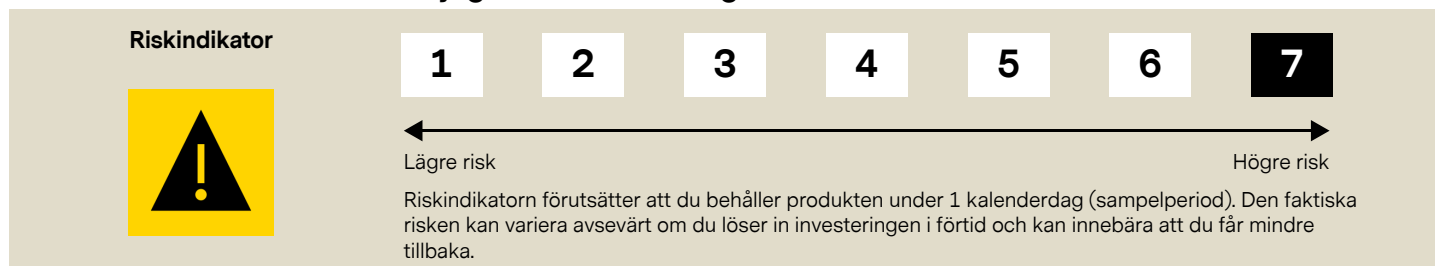 Riskindikator
1 2 3 4 5 6 7
Lägre risk Högre risk
Riskindikatorn förutsätter att du behåller produkten under 1 kalenderdag (sampelperiod). Den faktiska
risken kan variera avsevärt om du löser in investeringen i förtid och kan innebära att du får mindre
tillbaka.